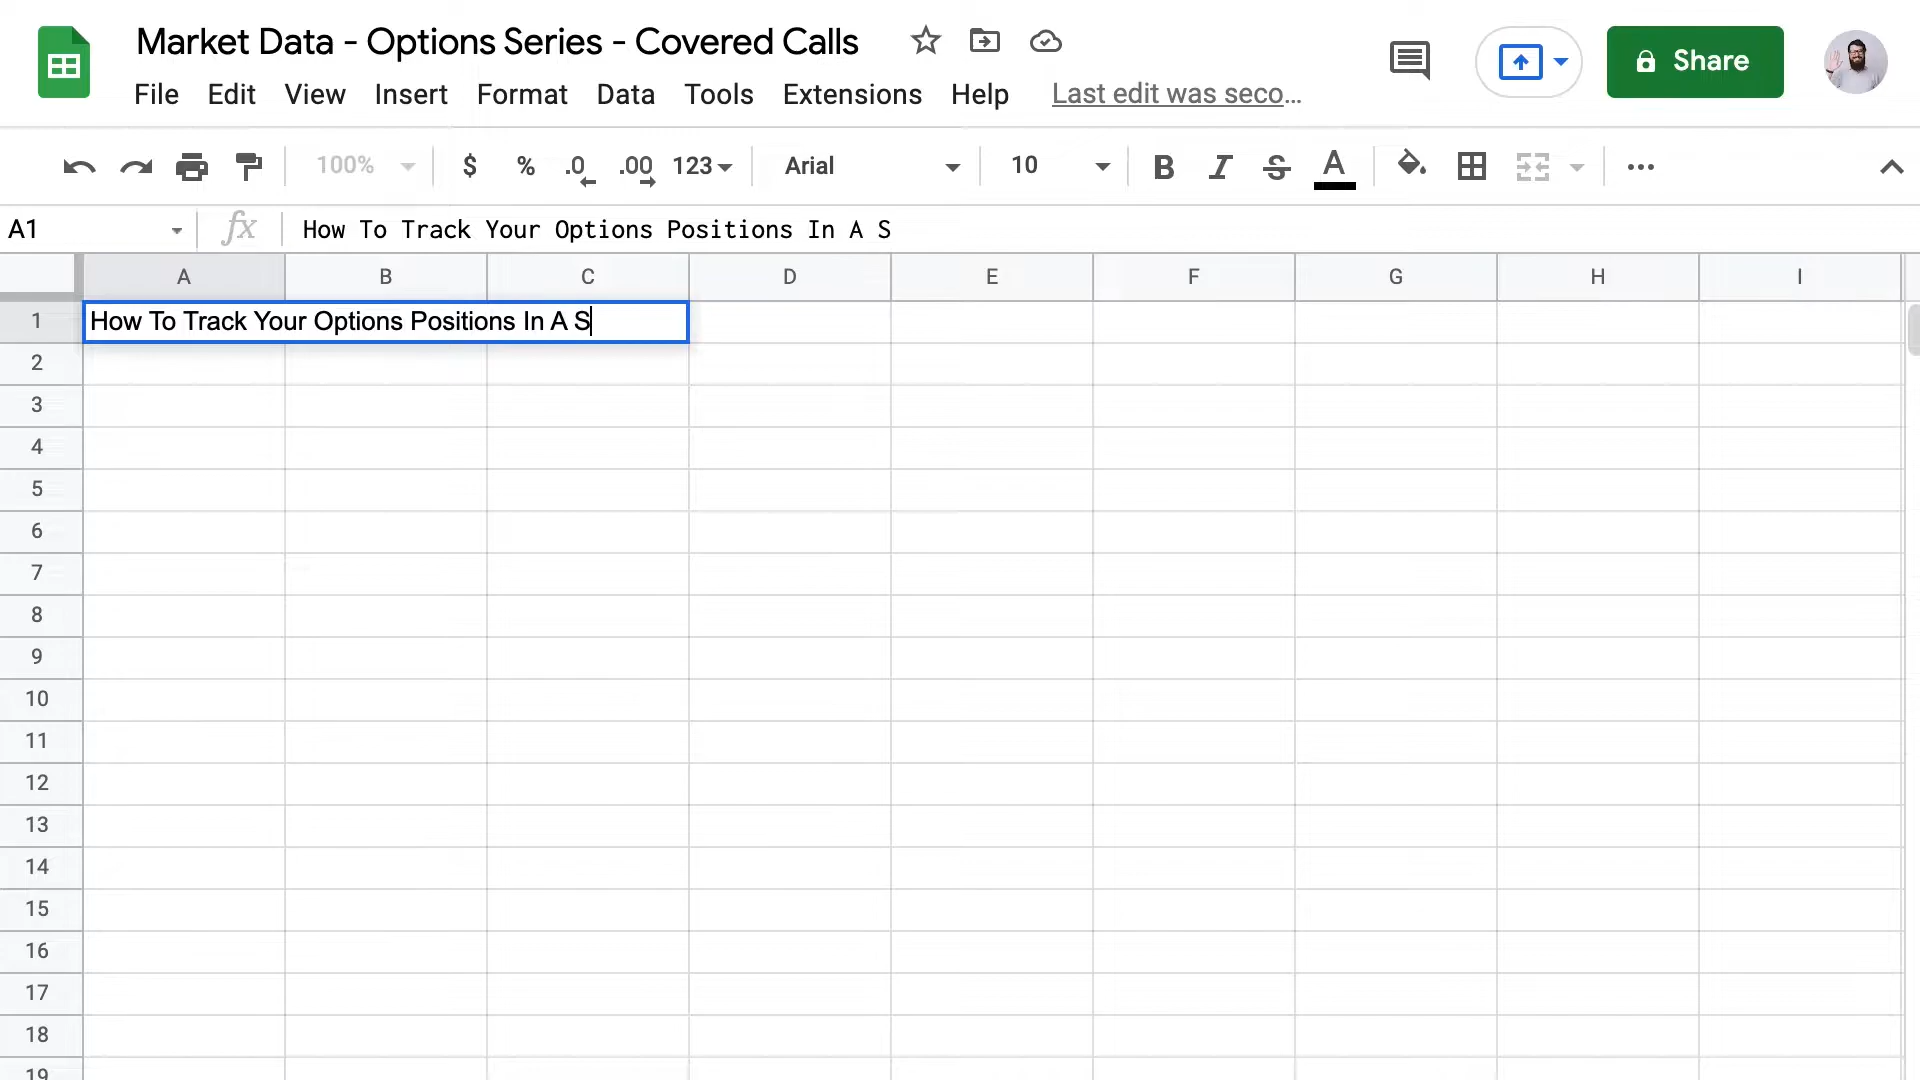 Market Data - Options Series - Covered Calls
File Edit View Insert Format Data Tools Extensions Help Last edit was seco...
Share
100% $ % .0 .00 123 Arial 10 B I S A ...
A1 fx How To Track Your Options Positions In A S
A B C D E F G H I
1 How To Track Your Options Positions In A S
2
3
4
5
6
7
8
9
10
11
12
13
14
15
16
17
18
19